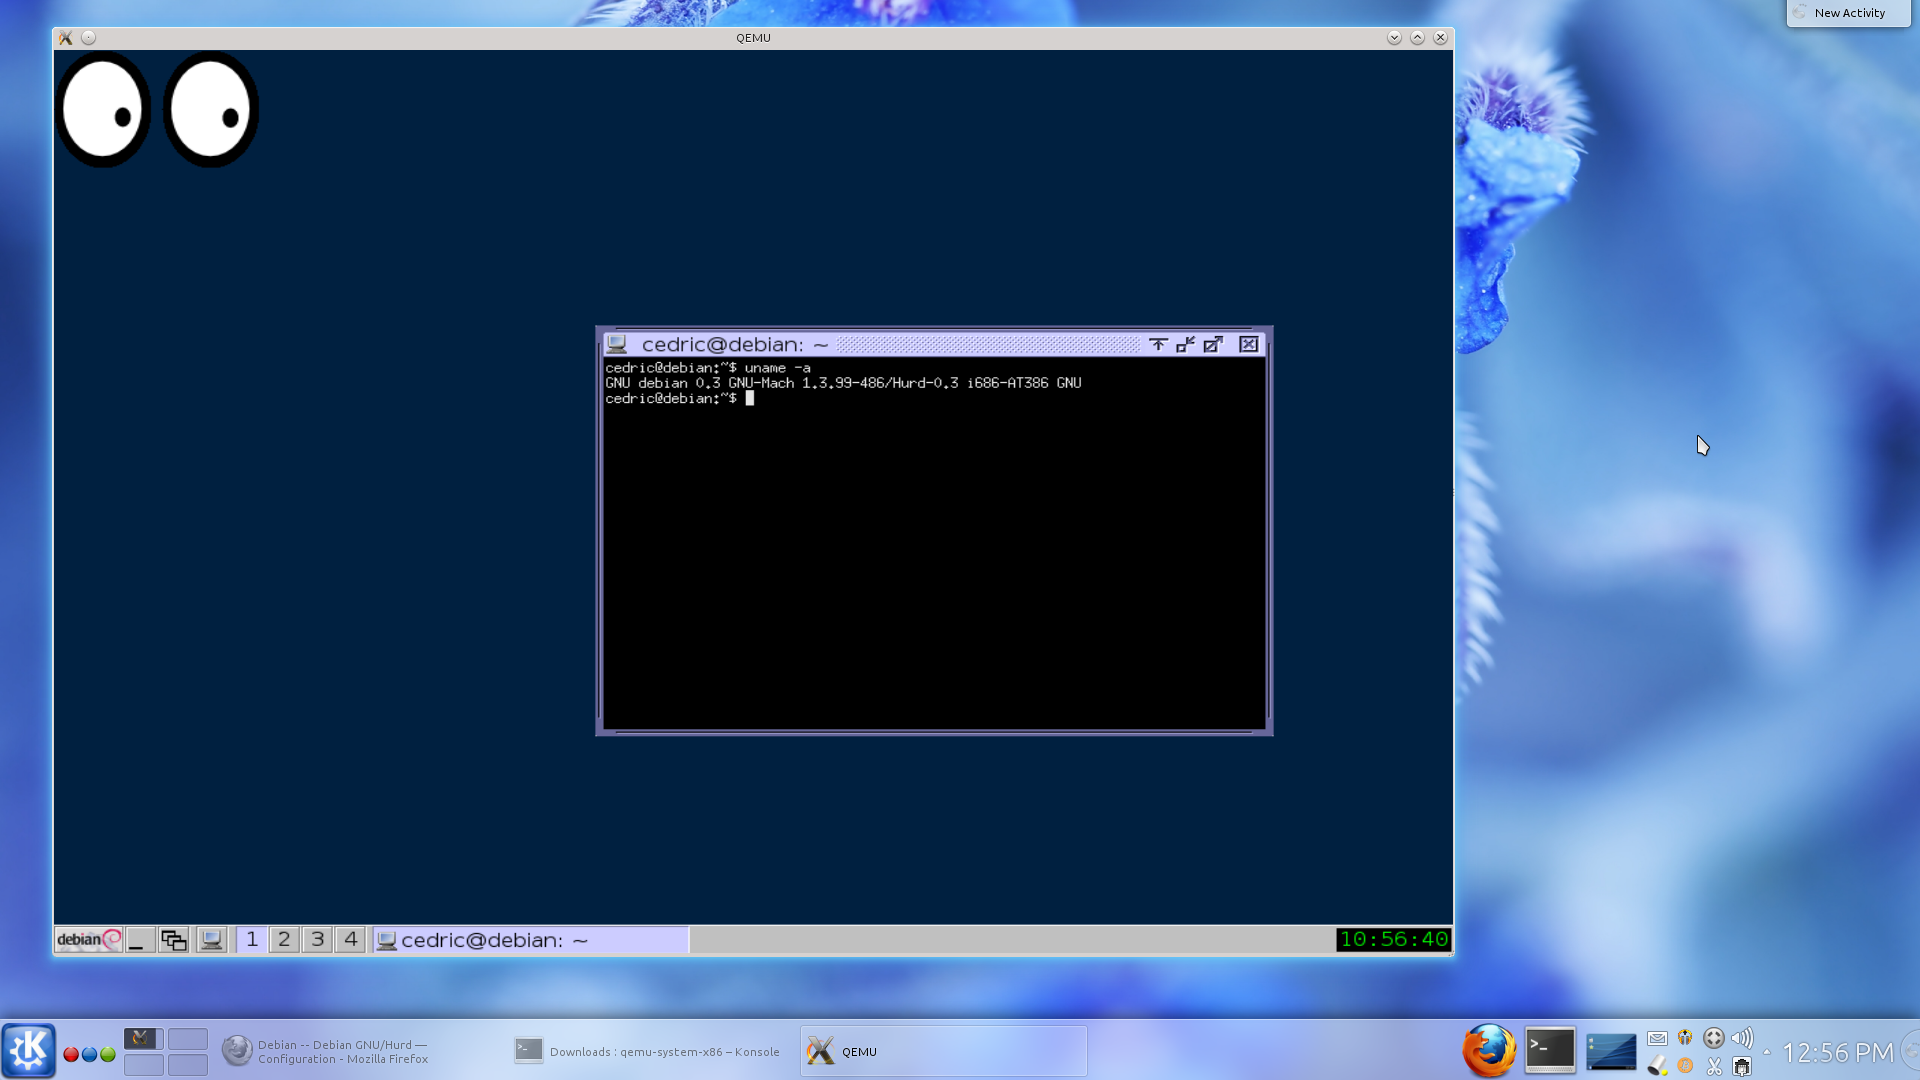 New Activity
QEMU
cedric@debian: ~
cedric@debian:~$ uname -a
GNU debian 0.3 GNU-Mach 1.3.99-486/Hurd-0.3 i686-AT386 GNU
cedric@debian:~$
debian
1 2 3 4
cedric@debian: ~
10:56:40
Debian -- Debian GNU/Hurd —
Configuration - Mozilla Firefox
Downloads : qemu-system-x86 – Konsole
QEMU
12:56 PM